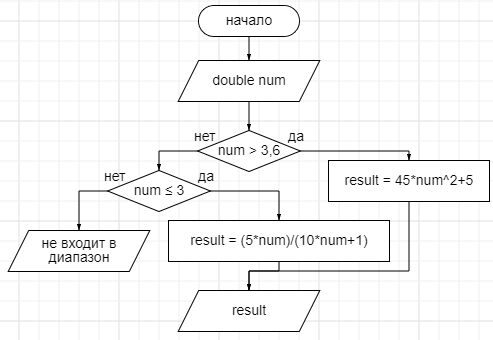 начало
double num
нет
да
num > 3,6
нет
да
num ≤ 3
result = 45*num^2+5
не входит в
диапазон
result = (5*num)/(10*num+1)
result